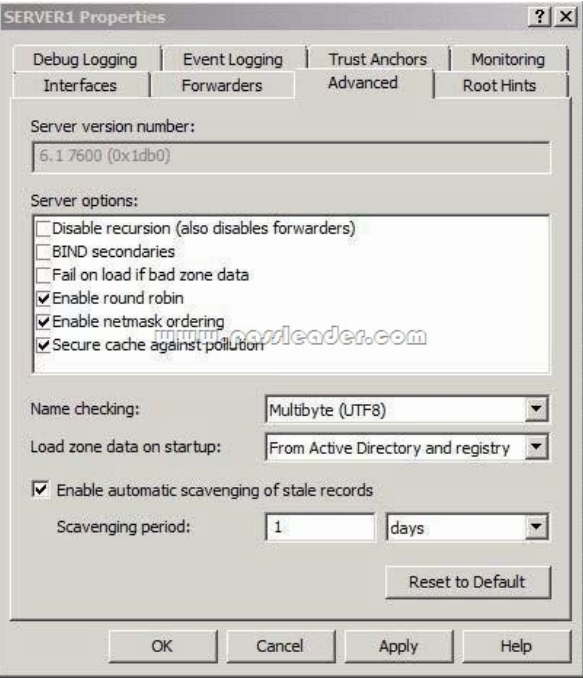 SERVER1 Properties
Debug Logging Event Logging Trust Anchors Monitoring
Interfaces Forwarders Advanced Root Hints
Server version number:
6.1 7600 (0x1db0)
Server options:
Disable recursion (also disables forwarders)
BIND secondaries
Fail on load if bad zone data
Enable round robin
Enable netmask ordering
www.passleader.com
Secure cache against pollution
Name checking: Multibyte (UTF8)
Load zone data on startup: From Active Directory and registry
Enable automatic scavenging of stale records
Scavenging period: 1 days
Reset to Default
OK Cancel Apply Help